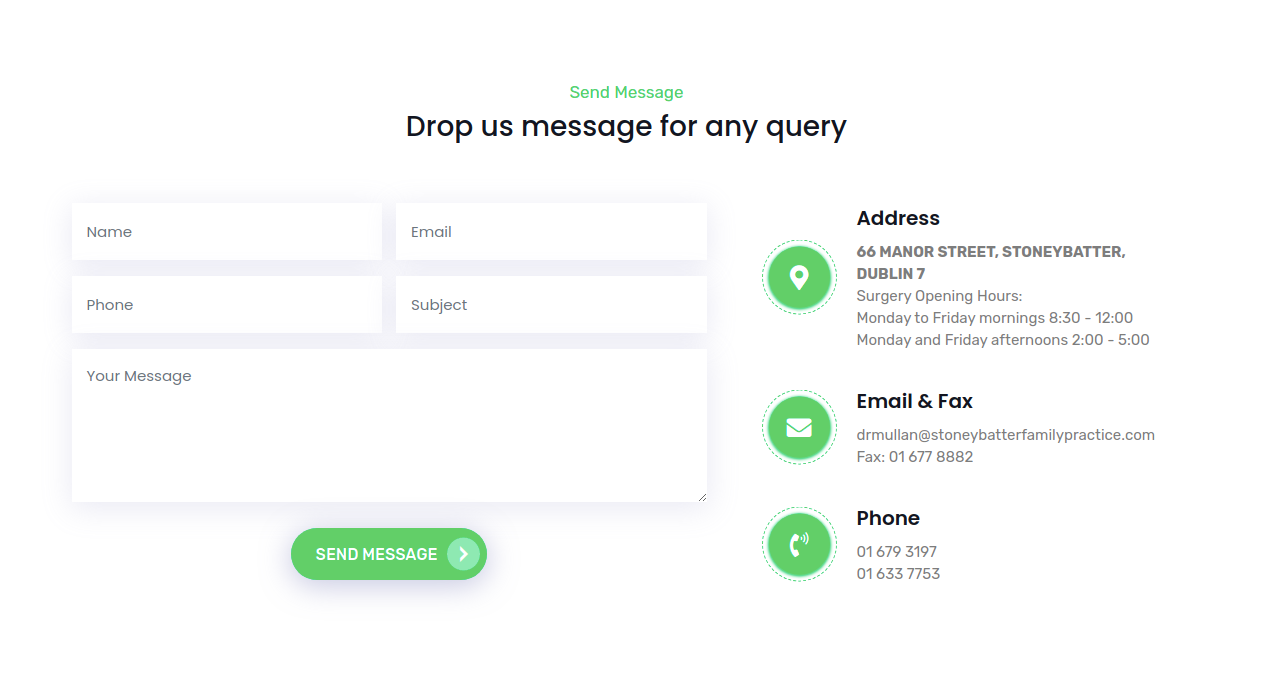 Send Message
Drop us message for any query
Name
Email
Phone
Subject
Your Message
SEND MESSAGE
Address
66 MANOR STREET, STONEYBATTER,
DUBLIN 7
Surgery Opening Hours:
Monday to Friday mornings 8:30 - 12:00
Monday and Friday afternoons 2:00 - 5:00
Email & Fax
drmullan@stoneybatterfamilypractice.com
Fax: 01 677 8882
Phone
01 679 3197
01 633 7753